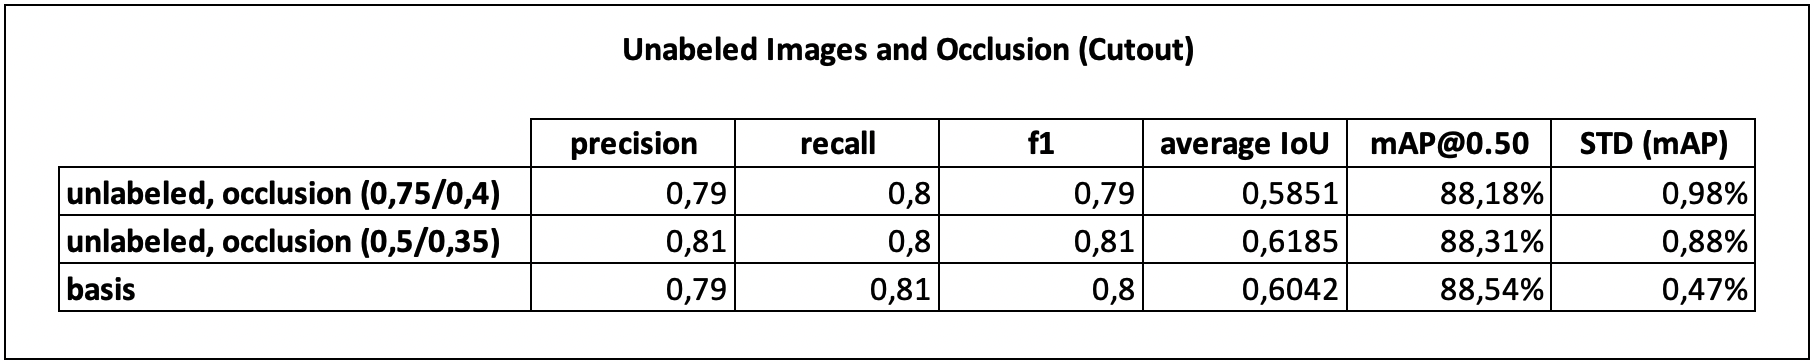 Unabeled Images and Occlusion (Cutout)
precision recall f1 average IoU mAP@0.50 STD (mAP)
unlabeled, occlusion (0,75/0,4) 0,79 0,8 0,79 0,5851 88,18% 0,98%
unlabeled, occlusion (0,5/0,35) 0,81 0,8 0,81 0,6185 88,31% 0,88%
basis 0,79 0,81 0,8 0,6042 88,54% 0,47%